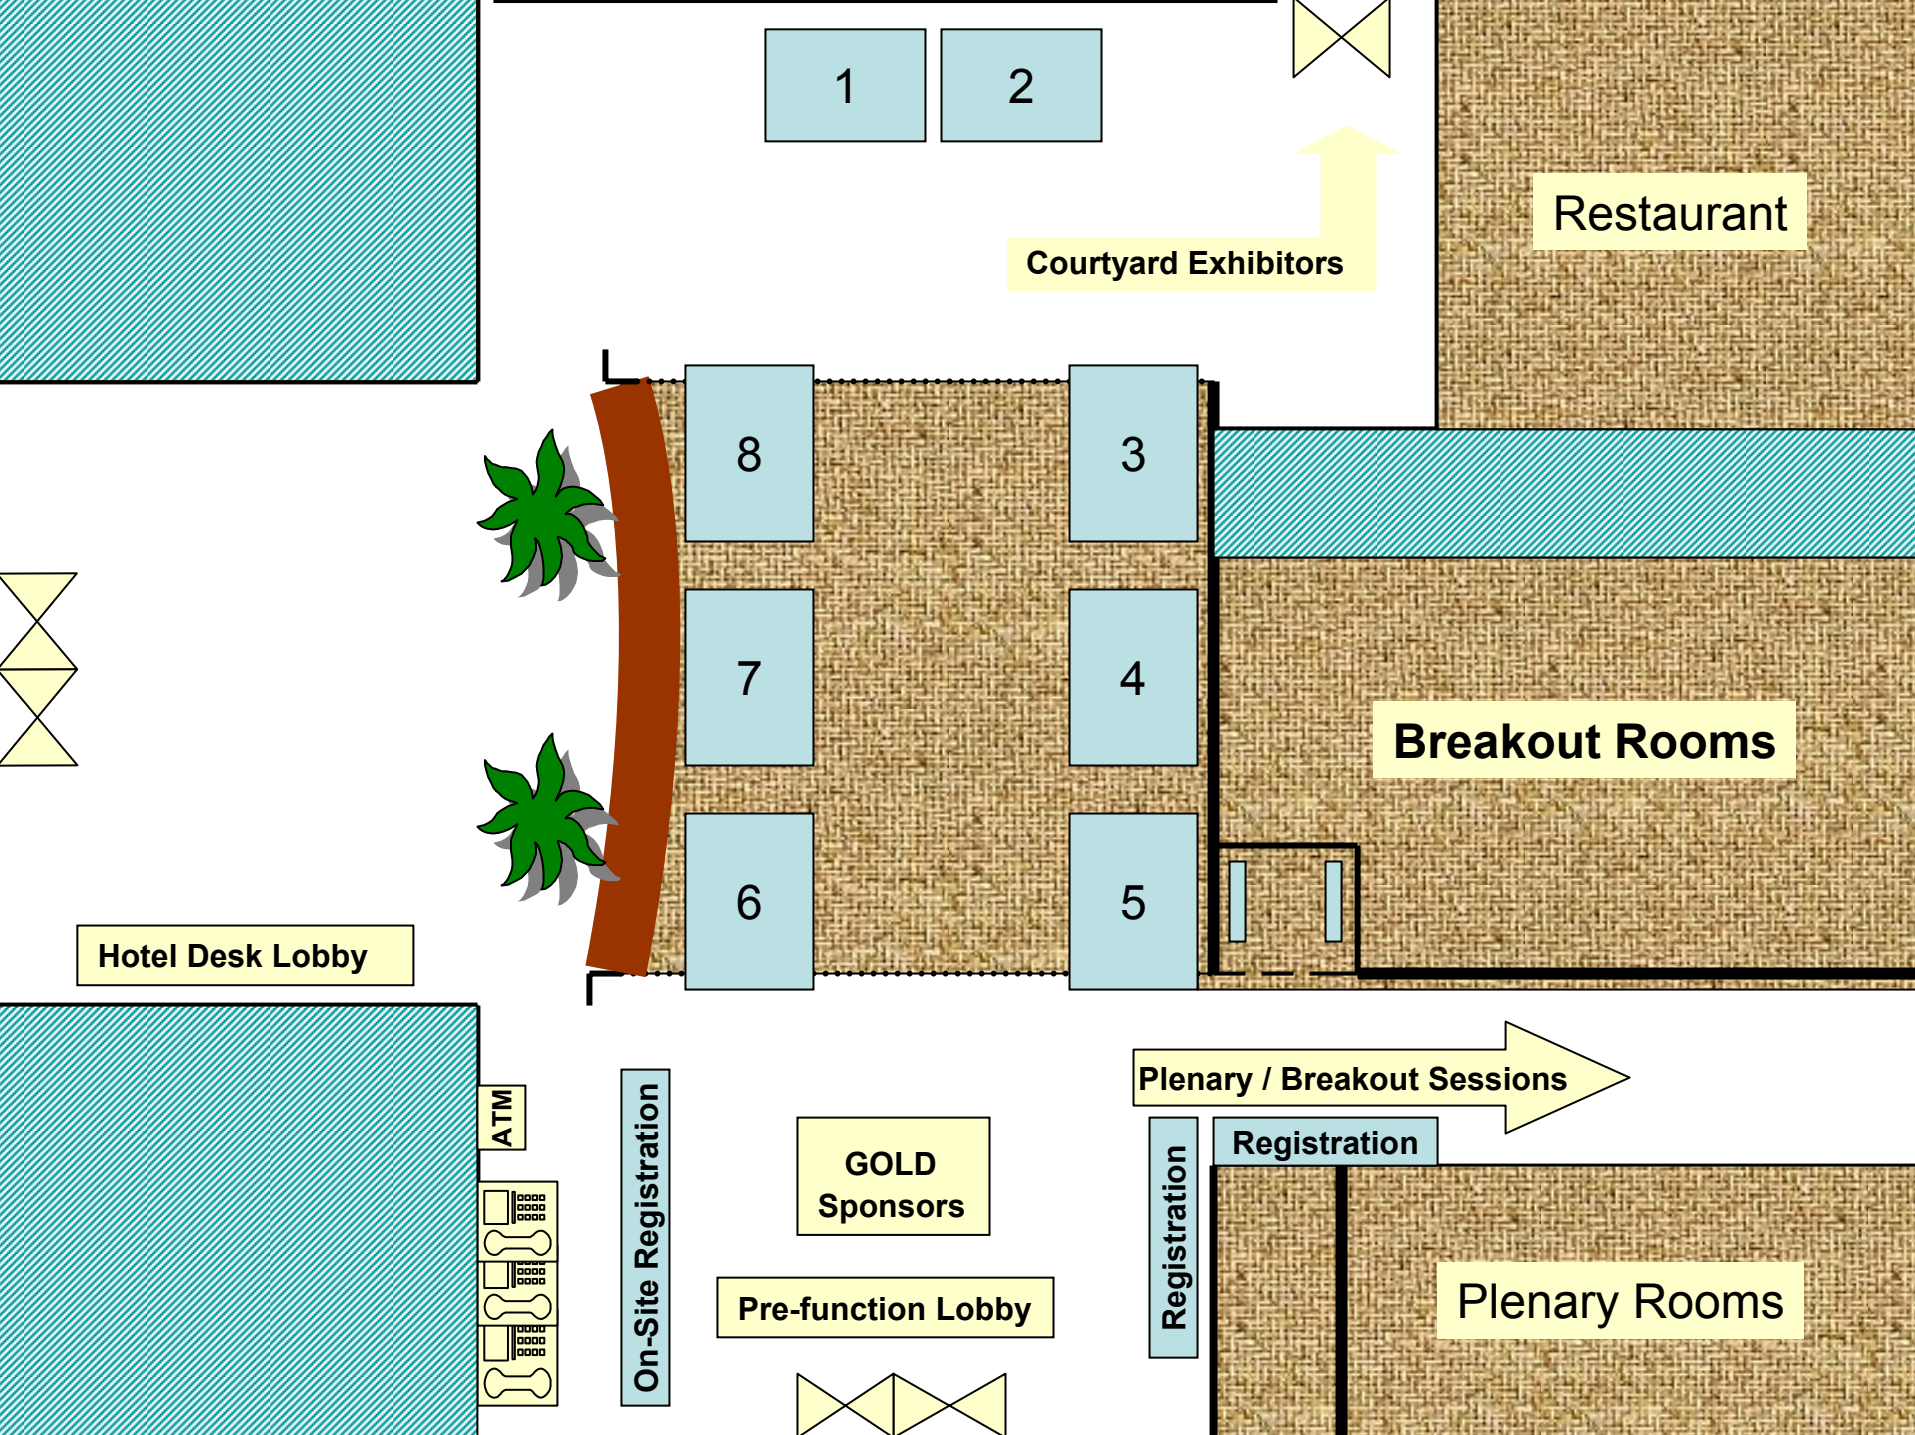 1
2
Restaurant
Courtyard Exhibitors
8
3
7
4
Breakout Rooms
6
5
Hotel Desk Lobby
Plenary / Breakout Sessions
ATM
On-Site Registration
GOLD
Sponsors
Registration
Registration
Pre-function Lobby
Plenary Rooms